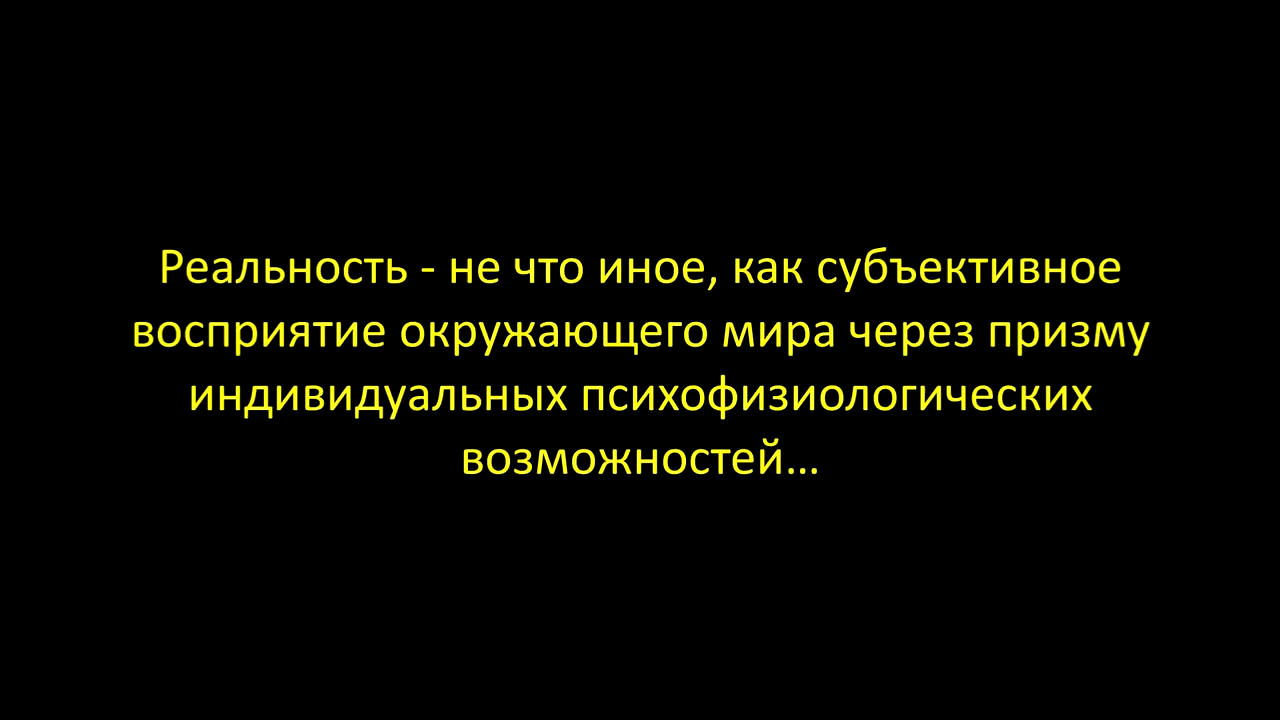 Реальность - не что иное, как субъективное
восприятие окружающего мира через призму
индивидуальных психофизиологических
возможностей…